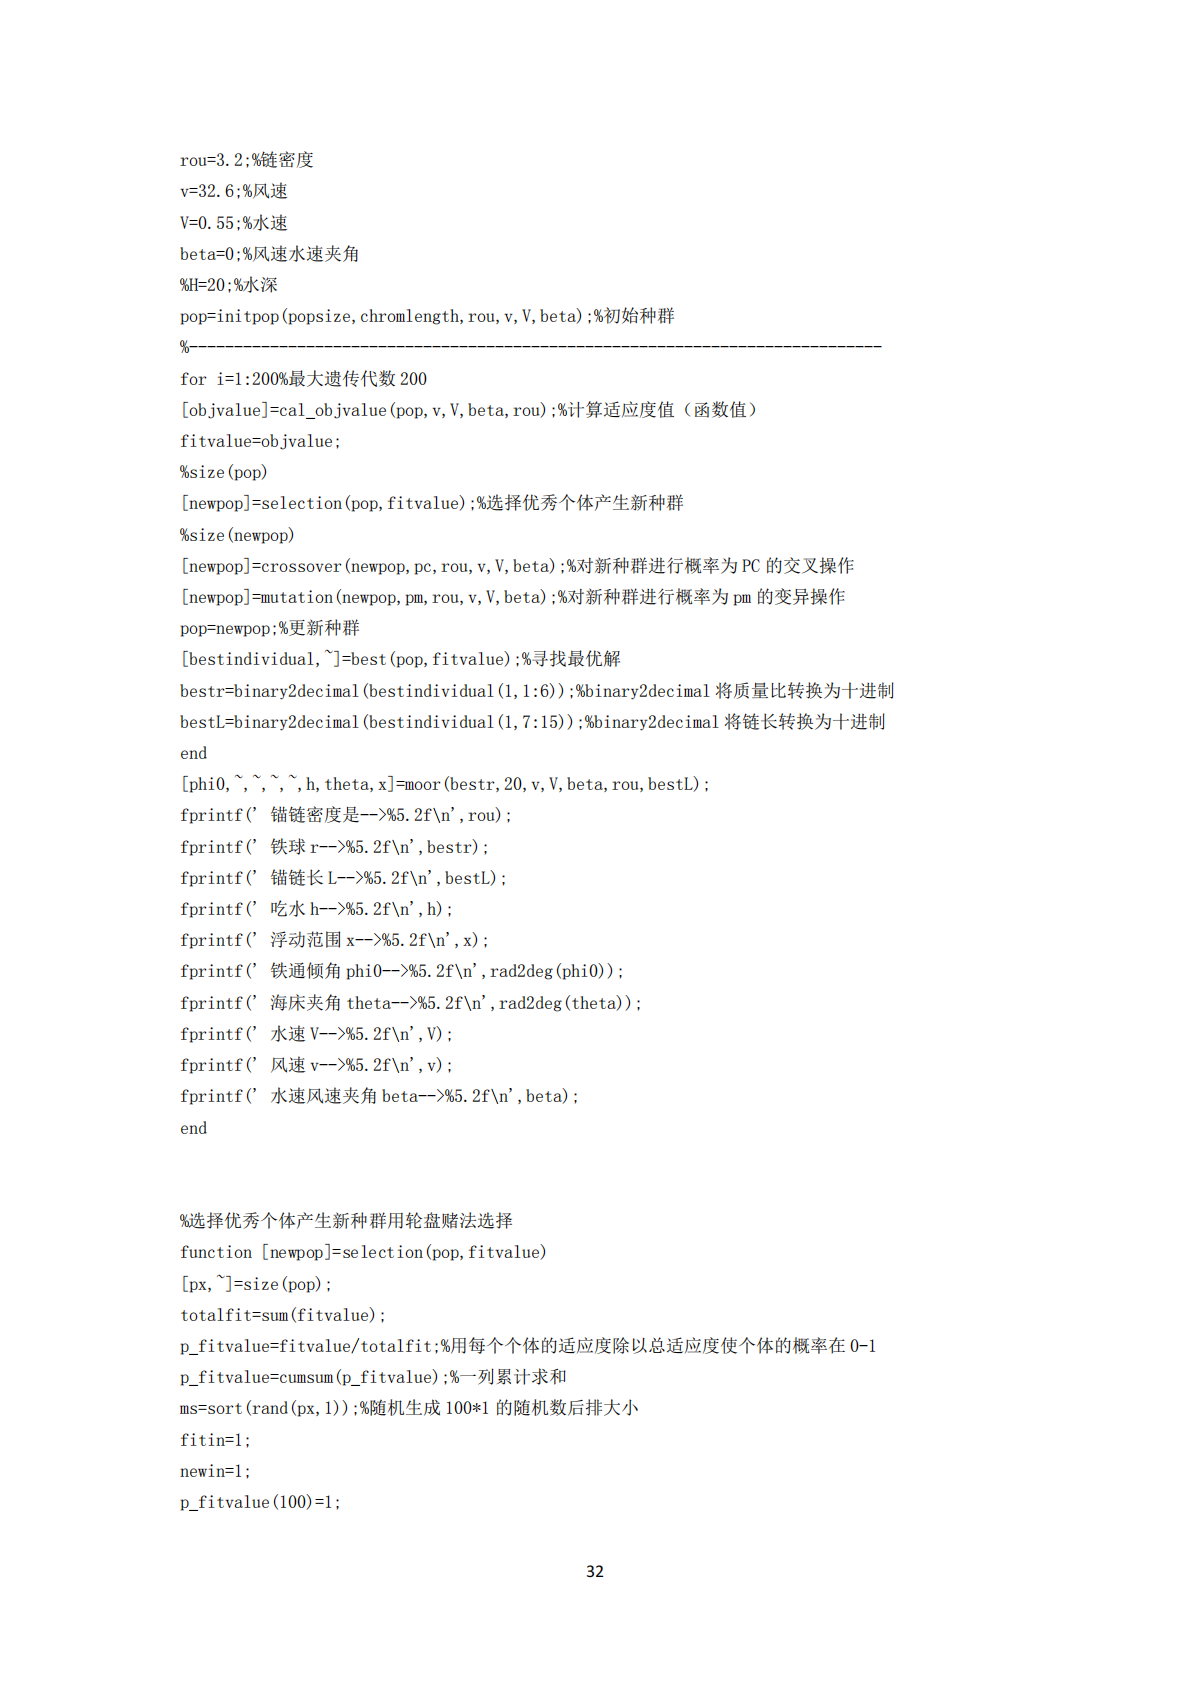 rou=3.2;%链密度
v=32.6;%风速
V=0.55;%水速
beta=0;%风速水速夹角
%H=20;%水深
pop=initpop(popsize,chromlength,rou,v,V,beta);%初始种群
%-----------------------------------------------------------------------------
for i=1:200%最大遗传代数 200
[objvalue]=cal_objvalue(pop,v,V,beta,rou);%计算适应度值（函数值）
fitvalue=objvalue;
%size(pop)
[newpop]=selection(pop,fitvalue);%选择优秀个体产生新种群
%size(newpop)
[newpop]=crossover(newpop,pc,rou,v,V,beta);%对新种群进行概率为 PC 的交叉操作
[newpop]=mutation(newpop,pm,rou,v,V,beta);%对新种群进行概率为 pm 的变异操作
pop=newpop;%更新种群
[bestindividual,~]=best(pop,fitvalue);%寻找最优解
bestr=binary2decimal(bestindividual(1,1:6));%binary2decimal 将质量比转换为十进制
bestL=binary2decimal(bestindividual(1,7:15));%binary2decimal 将链长转换为十进制
end
[phi0,~,~,~,~,h,theta,x]=moor(bestr,20,v,V,beta,rou,bestL);
fprintf(' 锚链密度是-->%5.2f\n',rou);
fprintf(' 铁球 r-->%5.2f\n',bestr);
fprintf(' 锚链长 L-->%5.2f\n',bestL);
fprintf(' 吃水 h-->%5.2f\n',h);
fprintf(' 浮动范围 x-->%5.2f\n',x);
fprintf(' 铁通倾角 phi0-->%5.2f\n',rad2deg(phi0));
fprintf(' 海床夹角 theta-->%5.2f\n',rad2deg(theta));
fprintf(' 水速 V-->%5.2f\n',V);
fprintf(' 风速 v-->%5.2f\n',v);
fprintf(' 水速风速夹角 beta-->%5.2f\n',beta);
end
%选择优秀个体产生新种群用轮盘赌法选择
function [newpop]=selection(pop,fitvalue)
[px,~]=size(pop);
totalfit=sum(fitvalue);
p_fitvalue=fitvalue/totalfit;%用每个个体的适应度除以总适应度使个体的概率在 0-1
p_fitvalue=cumsum(p_fitvalue);%一列累计求和
ms=sort(rand(px,1));%随机生成 100*1 的随机数后排大小
fitin=1;
newin=1;
p_fitvalue(100)=1;
32